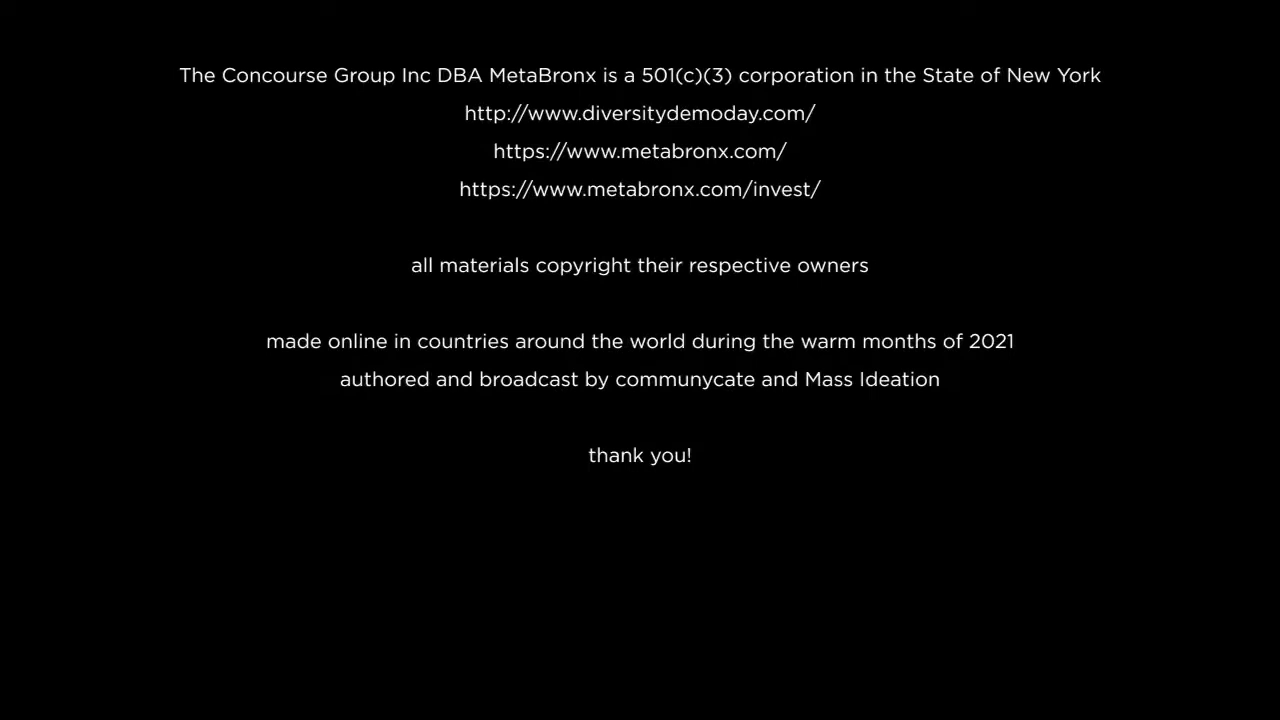 The Concourse Group Inc DBA MetaBronx is a 501(c)(3) corporation in the State of New York
http://www.diversitydemoday.com/
https://www.metabronx.com/
https://www.metabronx.com/invest/
all materials copyright their respective owners
made online in countries around the world during the warm months of 2021
authored and broadcast by communycate and Mass Ideation
thank you!